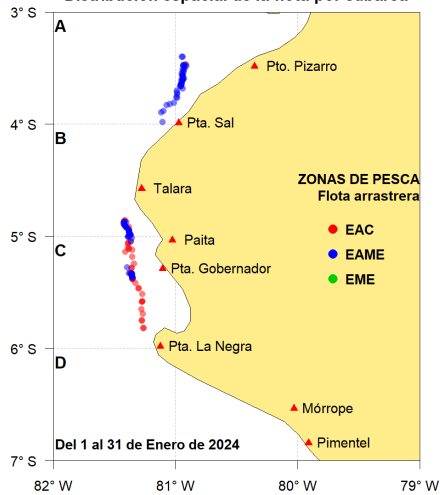 Distribución espacial de la flota por subárea
3° S
A
Pto. Pizarro
4° S
Pta. Sal
B
ZONAS DE PESCA
Talara
Flota arrastrera
EAC
5° S
Paita
C
EAME
Pta. Gobernador
EME
6° S
Pta. La Negra
D
Mórrope
Del 1 al 31 de Enero de 2024
Pimentel
7° S
82° W
81° W
80° W
79° W